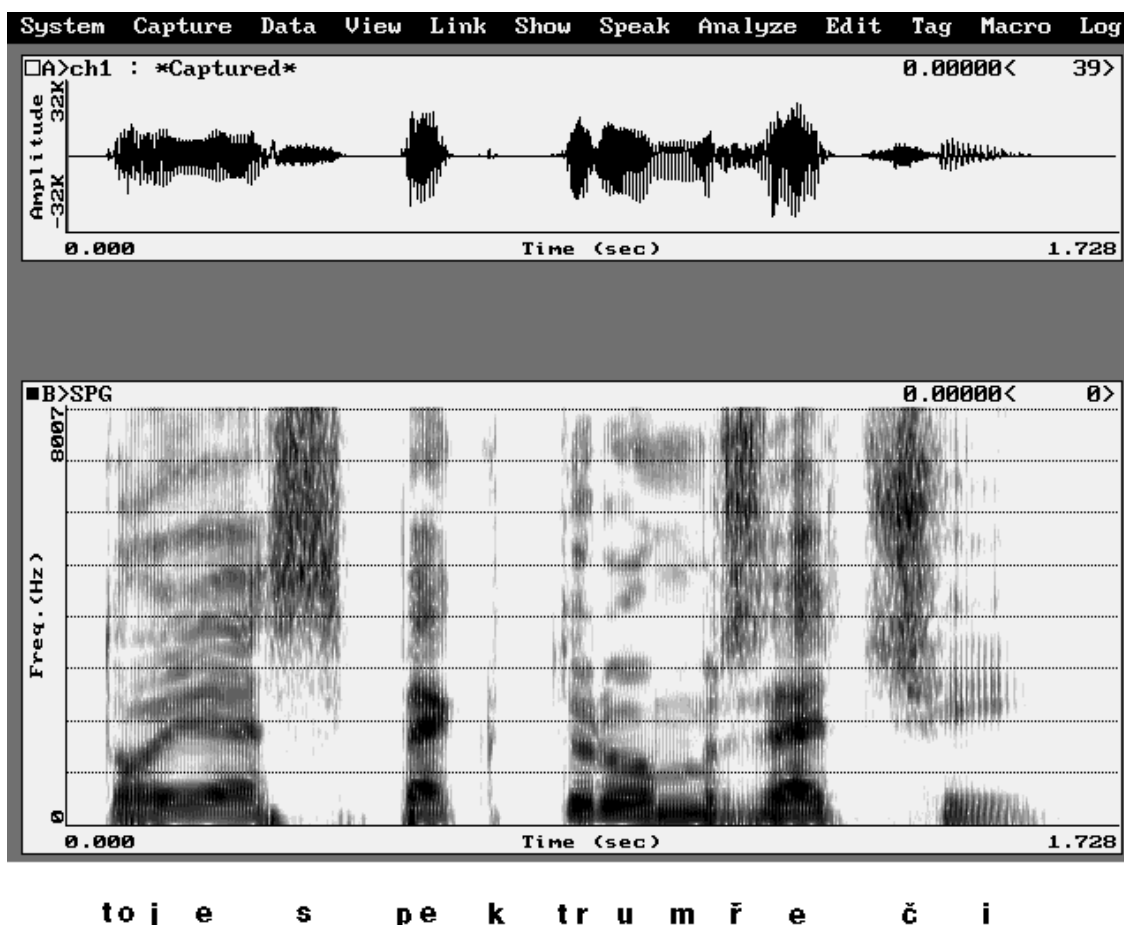 System Capture Data View Link Show Speak Analyze Edit Tag Macro Log
□A>ch1 : *Captured* 0.00000< 39>
Amplitude
-32K 32K
0.000 Time (sec) 1.728
■B>SPG 0.00000< 0>
8007
Freq.(Hz)
0
0.000 Time (sec) 1.728
to j e s pe k tr u m ř e č i